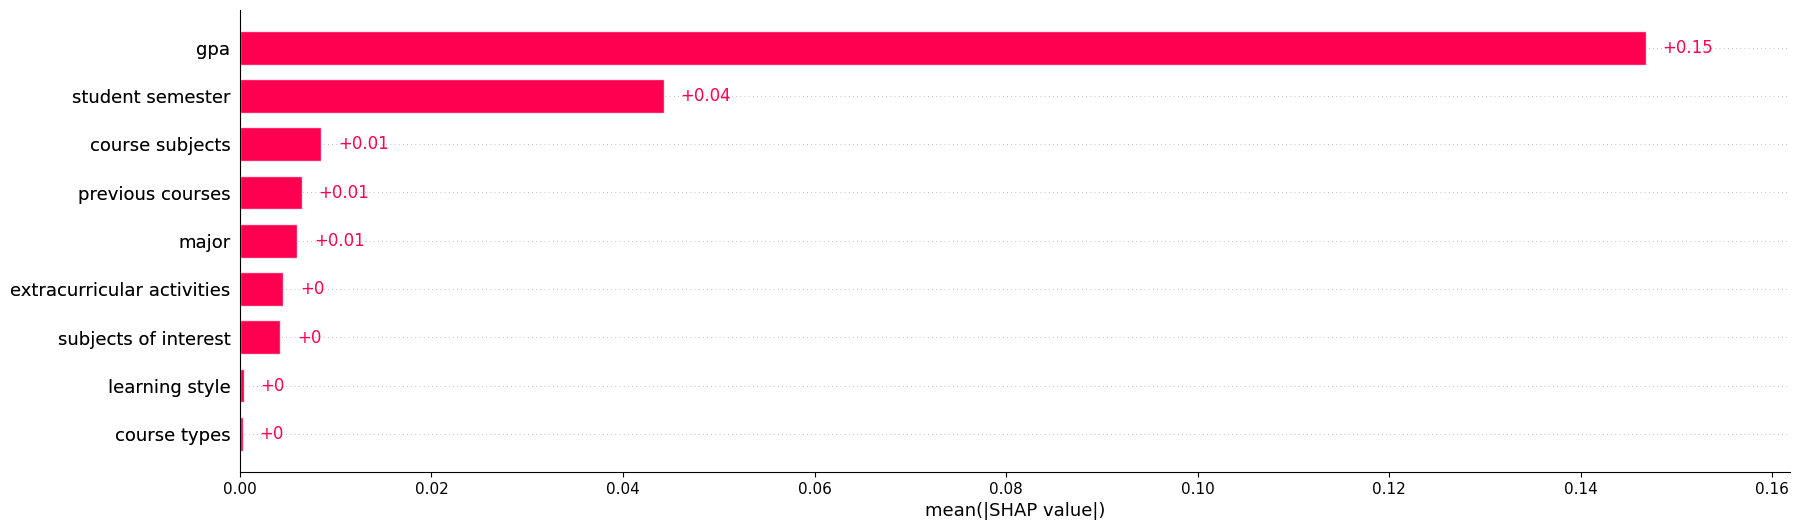 gpa +0.15
student semester +0.04
course subjects +0.01
previous courses +0.01
major +0.01
extracurricular activities +0
subjects of interest +0
learning style +0
course types +0
0.00 0.02 0.04 0.06 0.08 0.10 0.12 0.14 0.16
mean(|SHAP value|)